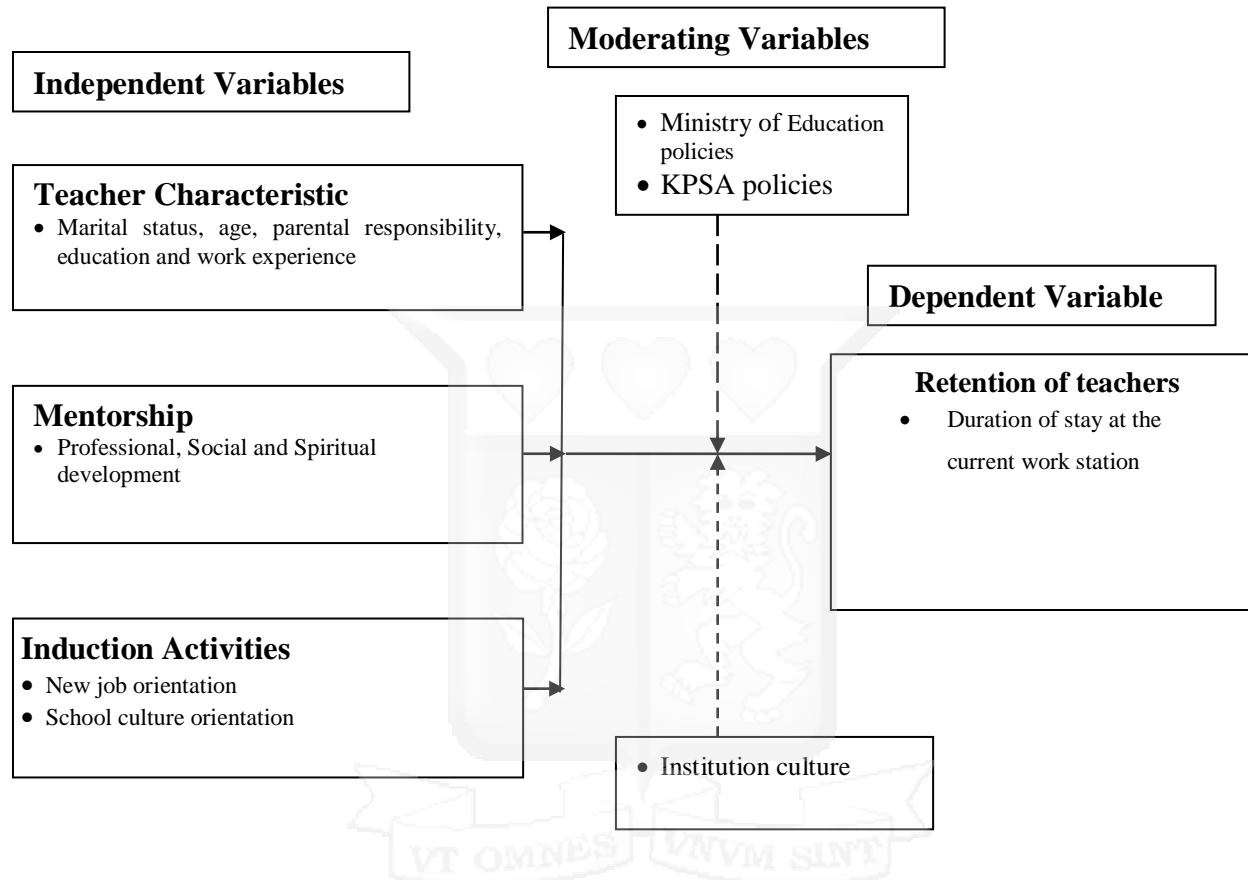 Moderating Variables
Independent Variables
• Ministry of Education
policies
• KPSA policies
Teacher Characteristic
• Marital status, age, parental responsibility,
education and work experience
Dependent Variable
Retention of teachers
• Duration of stay at the
current work station
Mentorship
• Professional, Social and Spiritual
development
Induction Activities
• New job orientation
• School culture orientation
• Institution culture
VT OMNES VNVM SINT